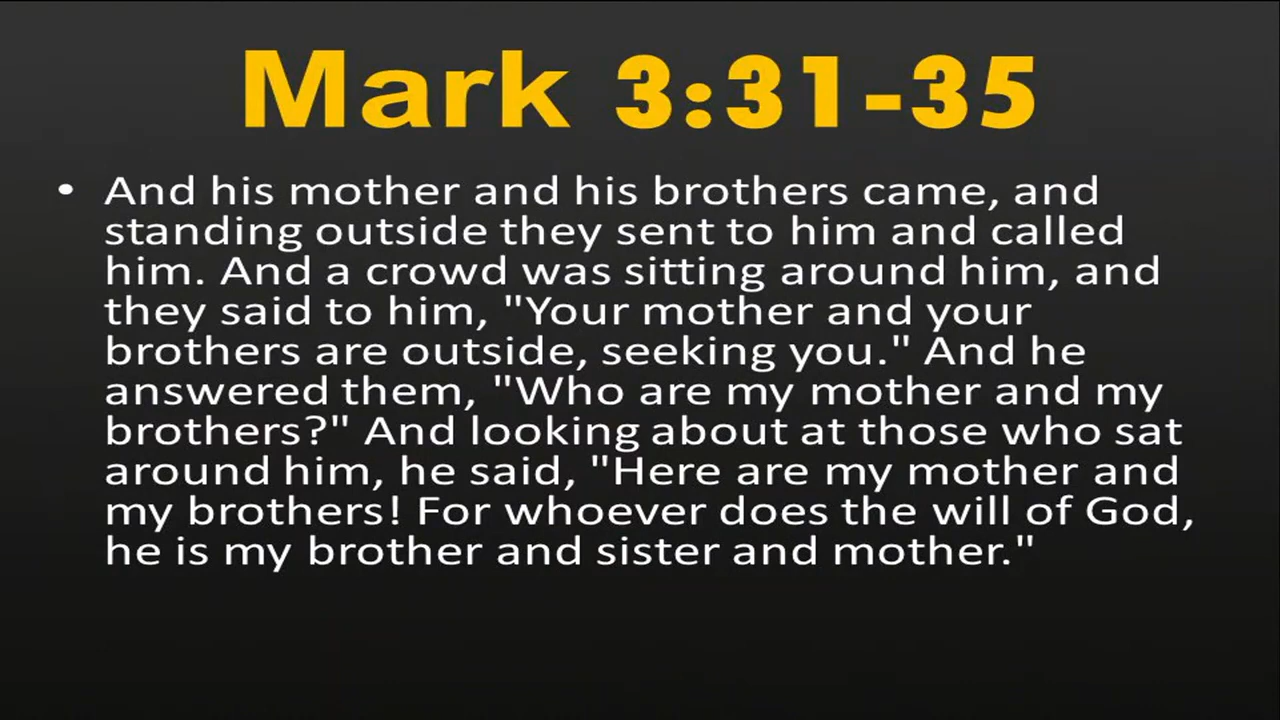 Mark 3:31-35
• And his mother and his brothers came, and
standing outside they sent to him and called
him. And a crowd was sitting around him, and
they said to him, "Your mother and your
brothers are outside, seeking you." And he
answered them, "Who are my mother and my
brothers?" And looking about at those who sat
around him, he said, "Here are my mother and
my brothers! For whoever does the will of God,
he is my brother and sister and mother."